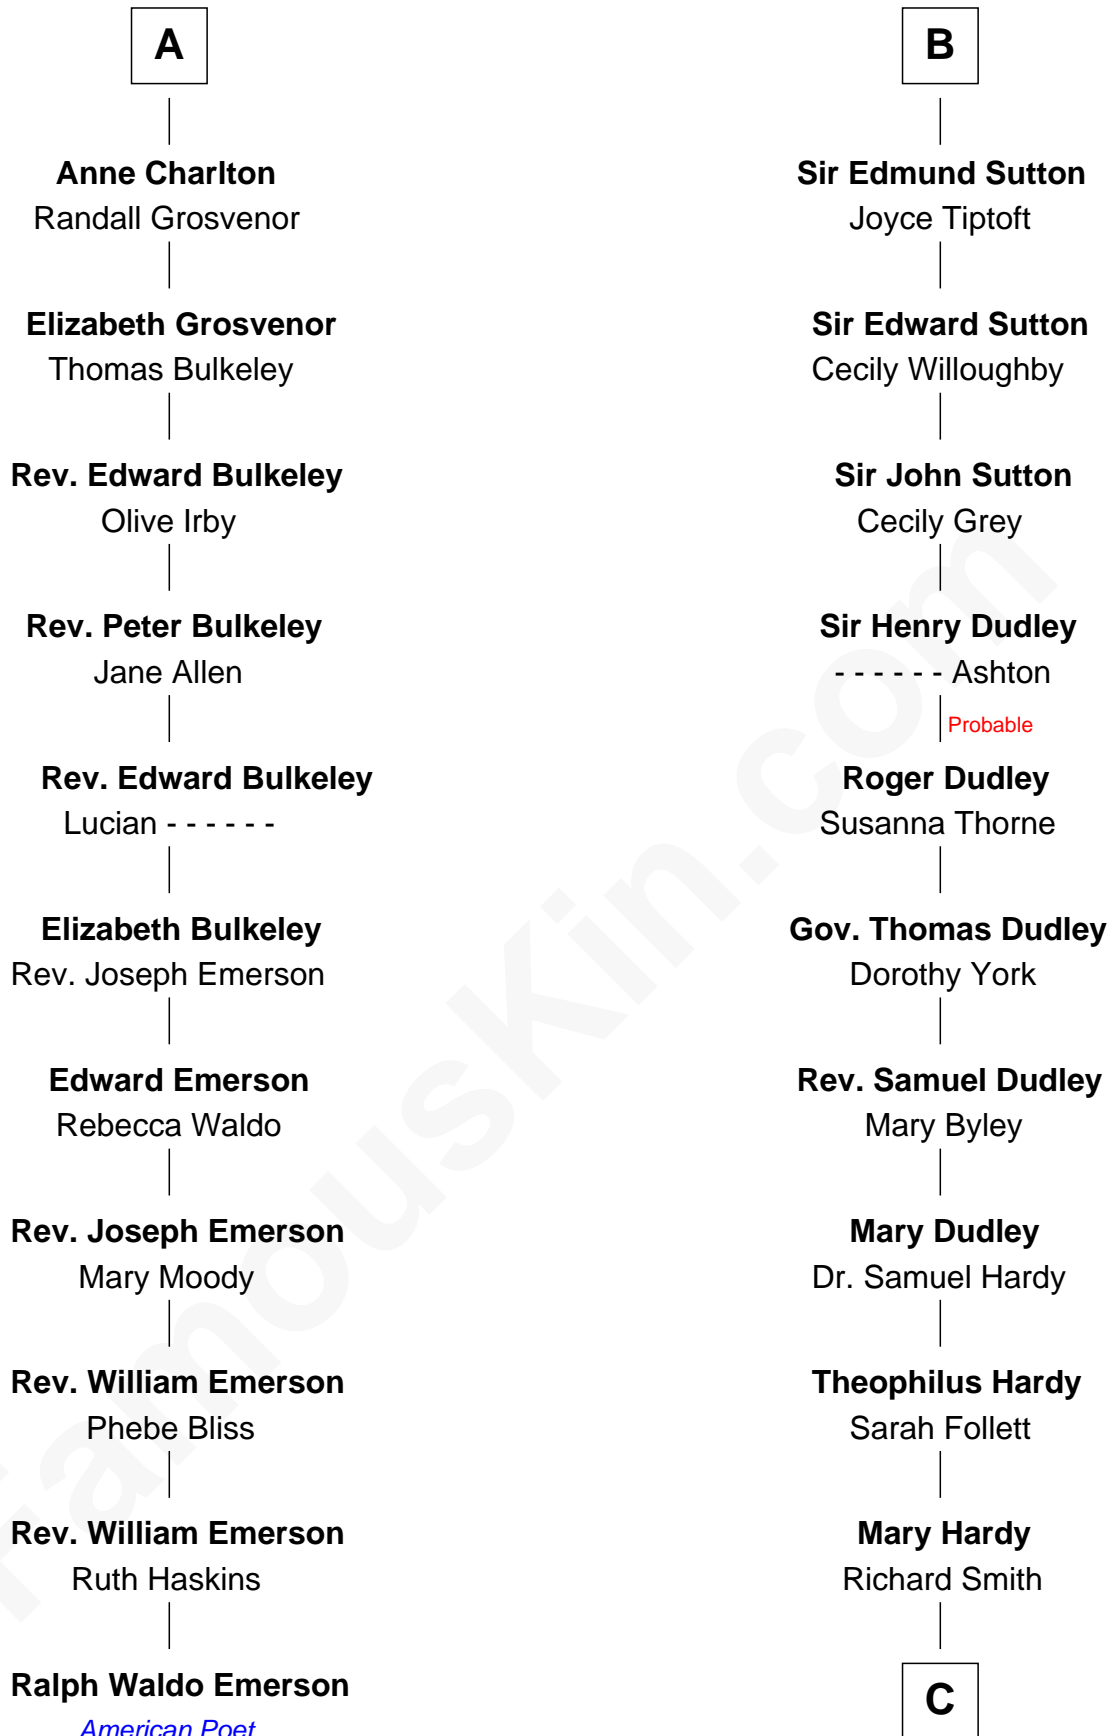 A
Anne Charlton
Randall Grosvenor
Elizabeth Grosvenor
Thomas Bulkeley
Rev. Edward Bulkeley
Olive Irby
Rev. Peter Bulkeley
Jane Allen
Rev. Edward Bulkeley
Lucian - - - - - -
Elizabeth Bulkeley
Rev. Joseph Emerson
Edward Emerson
Rebecca Waldo
Rev. Joseph Emerson
Mary Moody
Rev. William Emerson
Phebe Bliss
Rev. William Emerson
Ruth Haskins
Ralph Waldo Emerson
American Poet
B
Sir Edmund Sutton
Joyce Tiptoft
Sir Edward Sutton
Cecily Willoughby
Sir John Sutton
Cecily Grey
Sir Henry Dudley
- - - - - - Ashton
Probable
Roger Dudley
Susanna Thorne
Gov. Thomas Dudley
Dorothy York
Rev. Samuel Dudley
Mary Byley
Mary Dudley
Dr. Samuel Hardy
Theophilus Hardy
Sarah Follett
Mary Hardy
Richard Smith
C
FamousKin.com